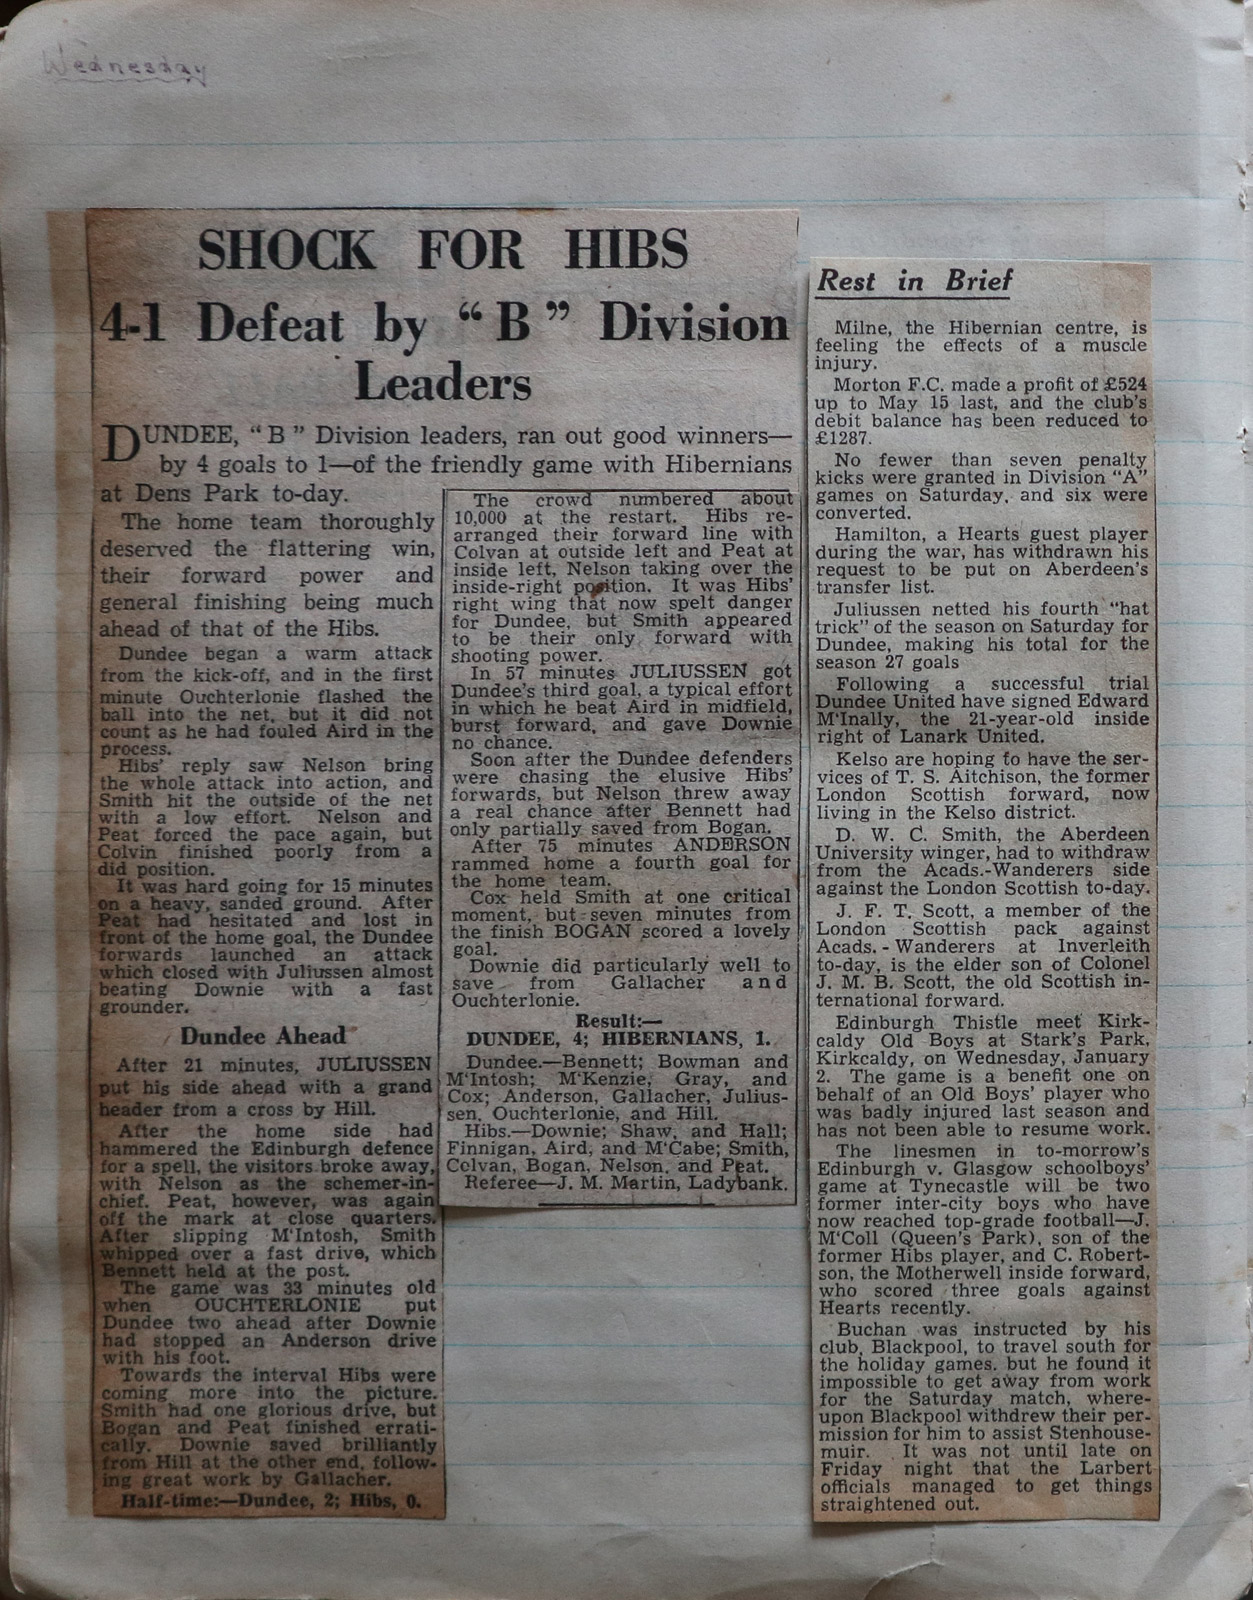 Wednesday
SHOCK FOR HIBS
4-1 Defeat by “B” Division
Leaders
DUNDEE, “B” Division leaders, ran out good winners—
by 4 goals to 1—of the friendly game with Hibernians
at Dens Park to-day.
The home team thoroughly
deserved the flattering win,
their forward power and
general finishing being much
ahead of that of the Hibs.
Dundee began a warm attack
from the kick-off, and in the first
minute Ouchterlonie flashed the
ball into the net, but it did not
count as he had fouled Aird in the
process.
Hibs' reply saw Nelson bring
the whole attack into action, and
Smith hit the outside of the net
with a low effort. Nelson and
Peat forced the pace again, but
Colvin finished poorly from a
did position.
It was hard going for 15 minutes
on a heavy, sanded ground. After
Peat had hesitated and lost in
front of the home goal, the Dundee
forwards launched an attack
which closed with Juliussen almost
beating Downie with a fast
grounder.
Dundee Ahead
After 21 minutes, JULIUSSEN
put his side ahead with a grand
header from a cross by Hill.
After the home side had
hammered the Edinburgh defence
for a spell, the visitors broke away,
with Nelson as the schemer-in-
chief. Peat, however, was again
off the mark at close quarters.
After slipping M'Intosh, Smith
whipped over a fast drive, which
Bennett held at the post.
The game was 33 minutes old
when OUCHTERLONIE put
Dundee two ahead after Downie
had stopped an Anderson drive
with his foot.
Towards the interval Hibs were
coming more into the picture.
Smith had one glorious drive, but
Bogan and Peat finished errati-
cally. Downie saved brilliantly
from Hill at the other end, follow-
ing great work by Gallacher.
Half-time:—Dundee, 2; Hibs, 0.
The crowd numbered about
10,000 at the restart. Hibs re-
arranged their forward line with
Colvan at outside left and Peat at
inside left, Nelson taking over the
inside-right position. It was Hibs'
right wing that now spelt danger
for Dundee, but Smith appeared
to be their only forward with
shooting power.
In 57 minutes JULIUSSEN got
Dundee's third goal, a typical effort
in which he beat Aird in midfield,
burst forward, and gave Downie
no chance.
Soon after the Dundee defenders
were chasing the elusive Hibs'
forwards, but Nelson threw away
a real chance after Bennett had
only partially saved from Bogan.
After 75 minutes ANDERSON
rammed home a fourth goal for
the home team.
Cox held Smith at one critical
moment, but seven minutes from
the finish BOGAN scored a lovely
goal.
Downie did particularly well to
save from Gallacher and
Ouchterlonie.
Result:—
DUNDEE, 4; HIBERNIANS, 1.
Dundee.—Bennett; Bowman and
M'Intosh; M'Kenzie, Gray, and
Cox; Anderson, Gallacher, Julius-
sen, Ouchterlonie, and Hill.
Hibs.—Downie; Shaw, and Hall;
Finnigan, Aird, and M'Cabe; Smith,
Colvan, Bogan, Nelson, and Peat.
Referee—J. M. Martin, Ladybank.
Rest in Brief
Milne, the Hibernian centre, is
feeling the effects of a muscle
injury.
Morton F.C. made a profit of £524
up to May 15 last, and the club's
debit balance has been reduced to
£1287.
No fewer than seven penalty
kicks were granted in Division “A”
games on Saturday, and six were
converted.
Hamilton, a Hearts guest player
during the war, has withdrawn his
request to be put on Aberdeen's
transfer list.
Juliussen netted his fourth “hat
trick” of the season on Saturday for
Dundee, making his total for the
season 27 goals
Following a successful trial
Dundee United have signed Edward
M'Inally, the 21-year-old inside
right of Lanark United.
Kelso are hoping to have the ser-
vices of T. S. Aitchison, the former
London Scottish forward, now
living in the Kelso district.
D. W. C. Smith, the Aberdeen
University winger, had to withdraw
from the Acads.-Wanderers side
against the London Scottish to-day.
J. F. T. Scott, a member of the
London Scottish pack against
Acads. - Wanderers at Inverleith
to-day, is the elder son of Colonel
J. M. B. Scott, the old Scottish in-
ternational forward.
Edinburgh Thistle meet Kirk-
caldy Old Boys at Stark's Park,
Kirkcaldy, on Wednesday, January
2. The game is a benefit one on
behalf of an Old Boys' player who
was badly injured last season and
has not been able to resume work.
The linesmen in to-morrow's
Edinburgh v. Glasgow schoolboys'
game at Tynecastle will be two
former inter-city boys who have
now reached top-grade football—J.
M'Coll (Queen's Park), son of the
former Hibs player, and C. Robert-
son, the Motherwell inside forward,
who scored three goals against
Hearts recently.
Buchan was instructed by his
club, Blackpool, to travel south for
the holiday games, but he found it
impossible to get away from work
for the Saturday match, where-
upon Blackpool withdrew their per-
mission for him to assist Stenhouse-
muir. It was not until late on
Friday night that the Larbert
officials managed to get things
straightened out.